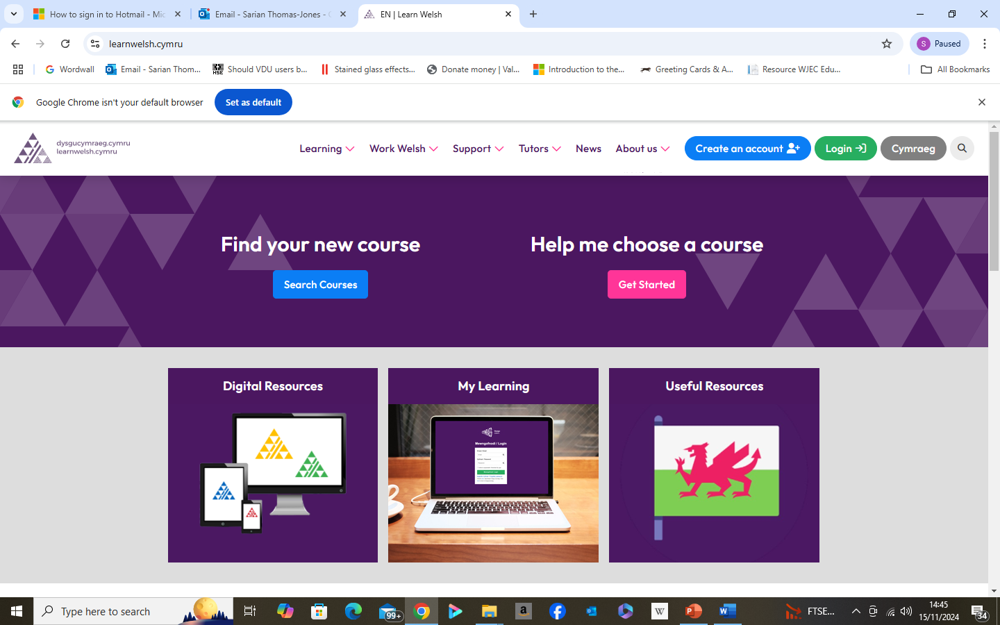 How to sign in to Hotmail - Mic
Email - Sarian Thomas-Jones -
EN | Learn Welsh
learnwelsh.cymru
S
Paused
Wordwall
Email - Sarian Thom...
Should VDU users b...
Stained glass effects...
Donate money | Val...
Introduction to the...
Greeting Cards & A...
Resource WJEC Edu...
All Bookmarks
Google Chrome isn't your default browser
Set as default
dysgucymraeg.cymru
learnwelsh.cymru
Learning
Work Welsh
Support
Tutors
News
About us
Create an account
Login
Cymraeg
Find your new course
Help me choose a course
Search Courses
Get Started
Digital Resources
My Learning
Useful Resources
Mewngofnodi / Login
Type here to search
99+
a
W
FTSE...
14:45
15/11/2024
34